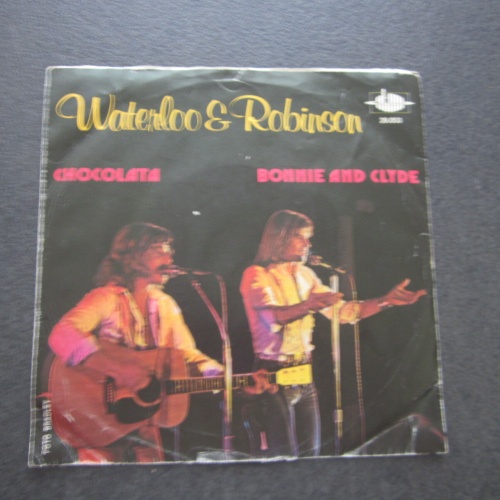 Waterloo & Robinson
CHOCOLATA
BONNIE AND CLYDE